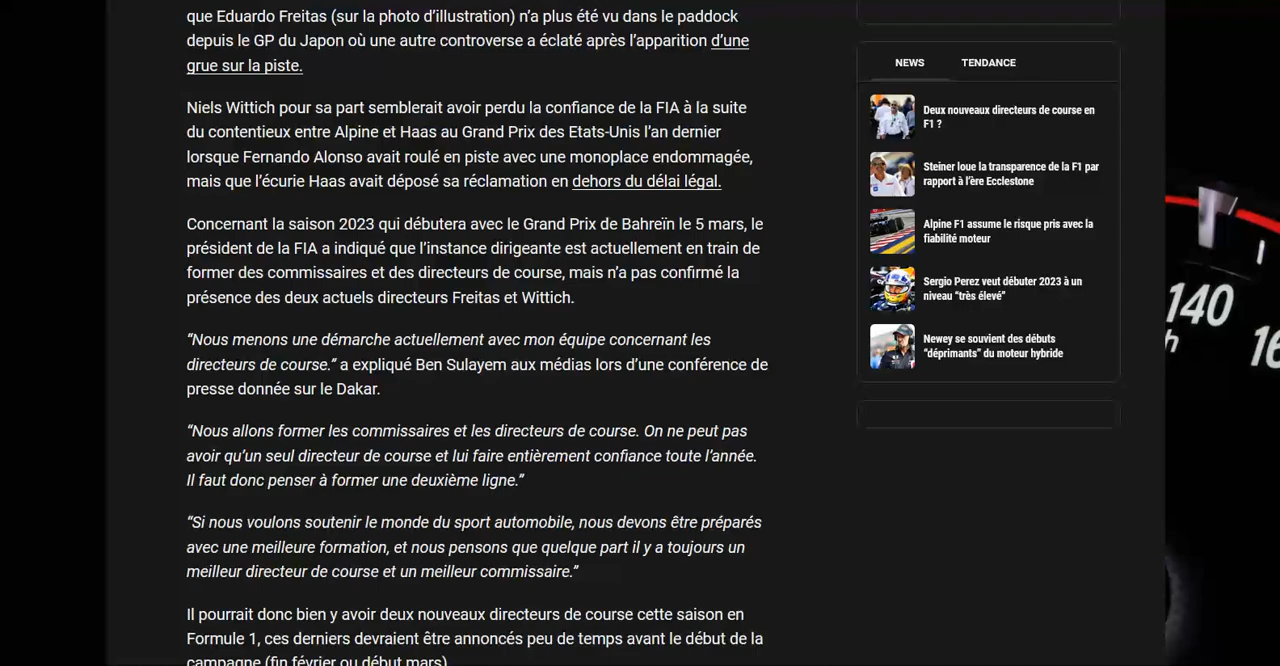 que Eduardo Freitas (sur la photo d’illustration) n’a plus été vu dans le paddock
depuis le GP du Japon où une autre controverse a éclaté après l’apparition d’une
grue sur la piste.
Niels Wittich pour sa part semblerait avoir perdu la confiance de la FIA à la suite
du contentieux entre Alpine et Haas au Grand Prix des Etats-Unis l’an dernier
lorsque Fernando Alonso avait roulé en piste avec une monoplace endommagée,
mais que l’écurie Haas avait déposé sa réclamation en dehors du délai légal.
Concernant la saison 2023 qui débutera avec le Grand Prix de Bahreïn le 5 mars, le
président de la FIA a indiqué que l’instance dirigeante est actuellement en train de
former des commissaires et des directeurs de course, mais n’a pas confirmé la
présence des deux actuels directeurs Freitas et Wittich.
“Nous menons une démarche actuellement avec mon équipe concernant les
directeurs de course.” a expliqué Ben Sulayem aux médias lors d’une conférence de
presse donnée sur le Dakar.
“Nous allons former les commissaires et les directeurs de course. On ne peut pas
avoir qu’un seul directeur de course et lui faire entièrement confiance toute l’année.
Il faut donc penser à former une deuxième ligne.”
“Si nous voulons soutenir le monde du sport automobile, nous devons être préparés
avec une meilleure formation, et nous pensons que quelque part il y a toujours un
meilleur directeur de course et un meilleur commissaire.”
Il pourrait donc bien y avoir deux nouveaux directeurs de course cette saison en
Formule 1, ces derniers devraient être annoncés peu de temps avant le début de la
campagne (fin février ou début mars)
NEWS TENDANCE
Deux nouveaux directeurs de course en
F1 ?
Steiner loue la transparence de la F1 par
rapport à l’ère Ecclestone
Alpine F1 assume le risque pris avec la
fiabilité moteur
Sergio Perez veut débuter 2023 à un
niveau “très élevé”
Newey se souvient des débuts
“déprimants” du moteur hybride
140